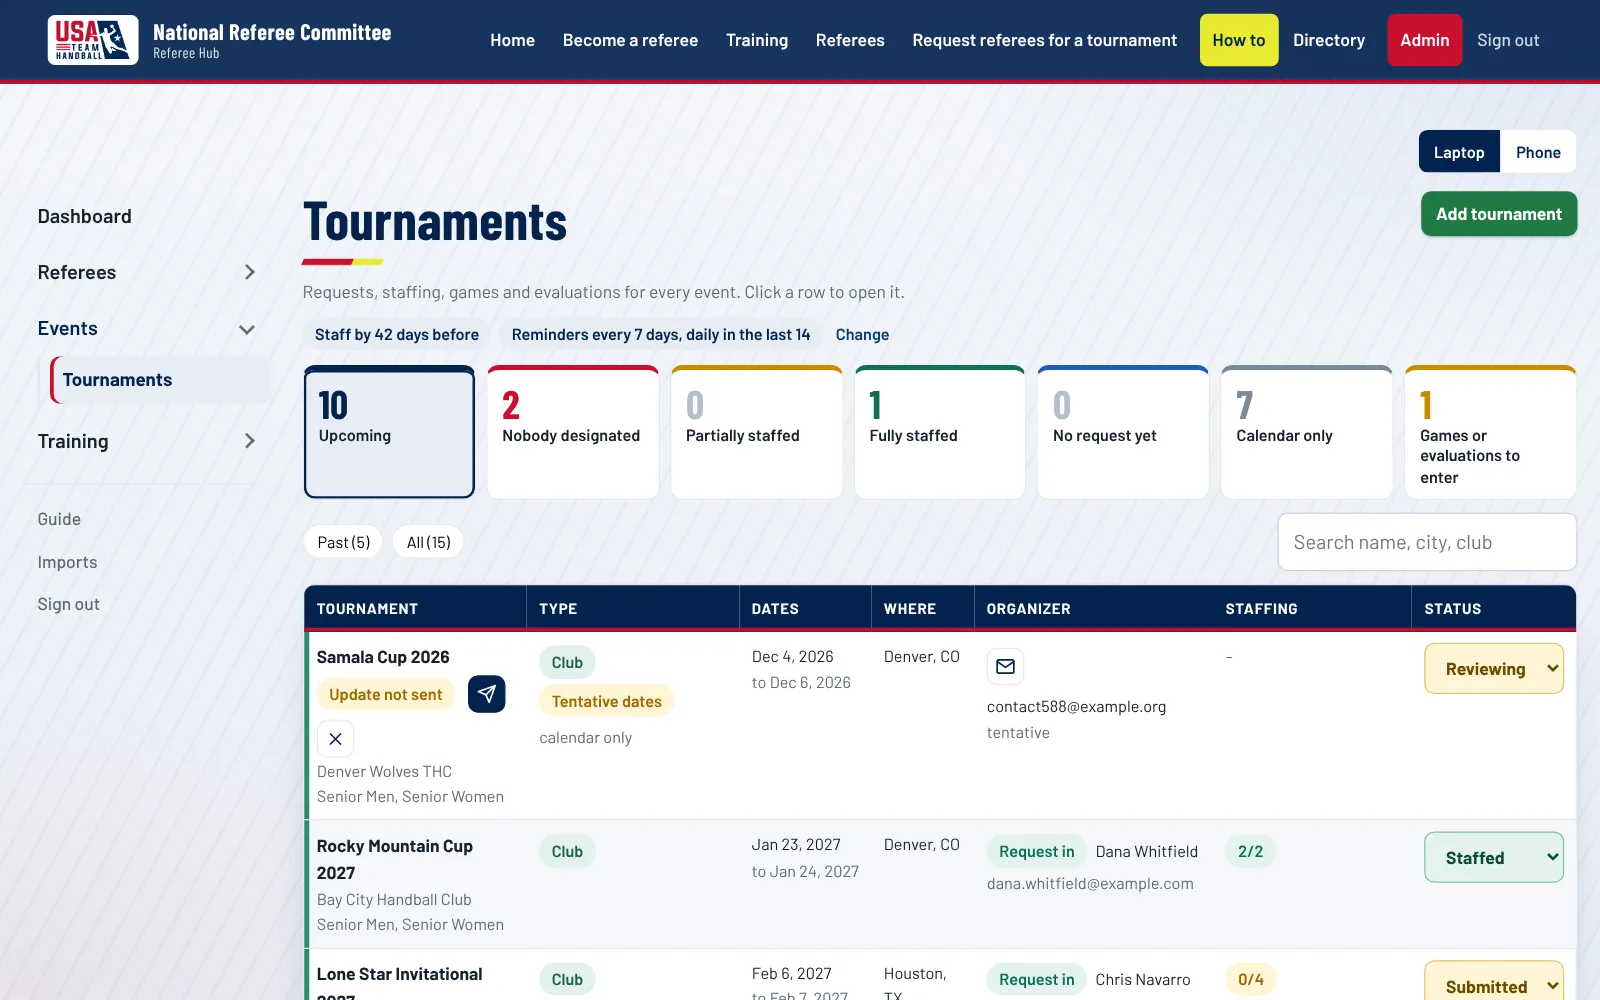 USA
TEAM
HANDBALL
National Referee Committee
Referee Hub
Home
Become a referee
Training
Referees
Request referees for a tournament
How to
Directory
Admin
Sign out
Laptop
Phone
Dashboard
Referees
Events
Tournaments
Training
Guide
Imports
Sign out
Tournaments
Add tournament
Requests, staffing, games and evaluations for every event. Click a row to open it.
Staff by 42 days before
Reminders every 7 days, daily in the last 14
Change
10
Upcoming
2
Nobody designated
0
Partially staffed
1
Fully staffed
0
No request yet
7
Calendar only
1
Games or
evaluations to
enter
Past (5)
All (15)
Search name, city, club
TOURNAMENT
TYPE
DATES
WHERE
ORGANIZER
STAFFING
STATUS
Samala Cup 2026
Update not sent
Denver Wolves THC
Senior Men, Senior Women
Club
Tentative dates
calendar only
Dec 4, 2026
to Dec 6, 2026
Denver, CO
contact588@example.org
tentative
–
Reviewing
Rocky Mountain Cup
2027
Bay City Handball Club
Senior Men, Senior Women
Club
Jan 23, 2027
to Jan 24, 2027
Denver, CO
Request in
Dana Whitfield
dana.whitfield@example.com
2/2
Staffed
Lone Star Invitational
2027
Club
Feb 6, 2027
to Feb 7, 2027
Houston,
TX
Request in
Chris Navarro
0/4
Submitted